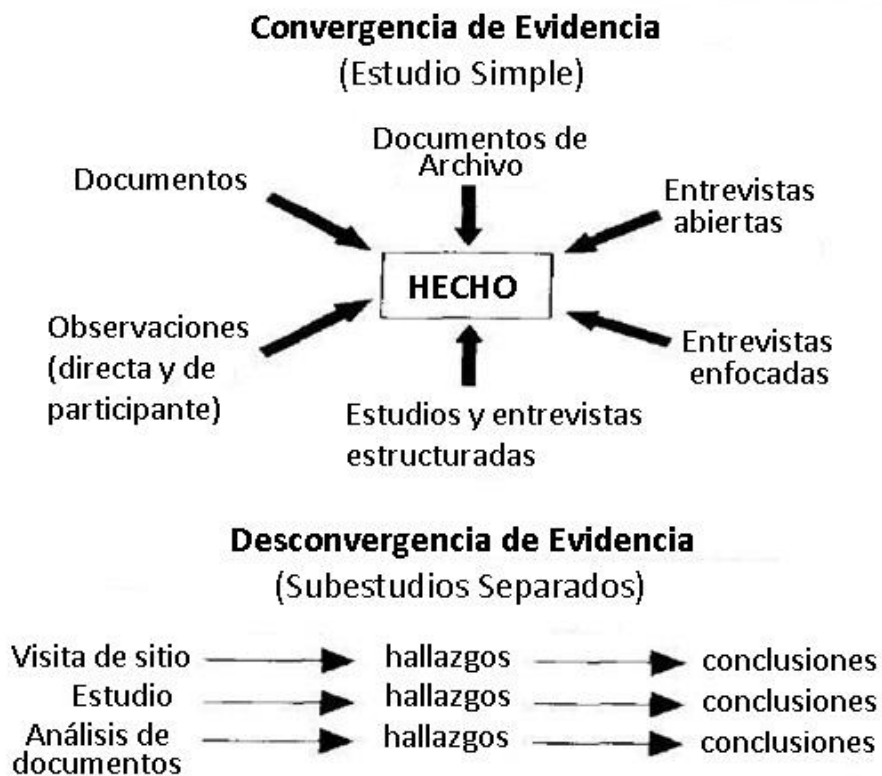 Convergencia de Evidencia
(Estudio Simple)
Documentos de
Archivo
Documentos
Entrevistas
abiertas
HECHO
Observaciones
(directa y de
participante)
Entrevistas
enfocadas
Estudios y entrevistas
estructuradas
Desconvergencia de Evidencia
(Subestudios Separados)
Visita de sitio hallazgos conclusiones
Estudio hallazgos conclusiones
Análisis de hallazgos conclusiones
documentos